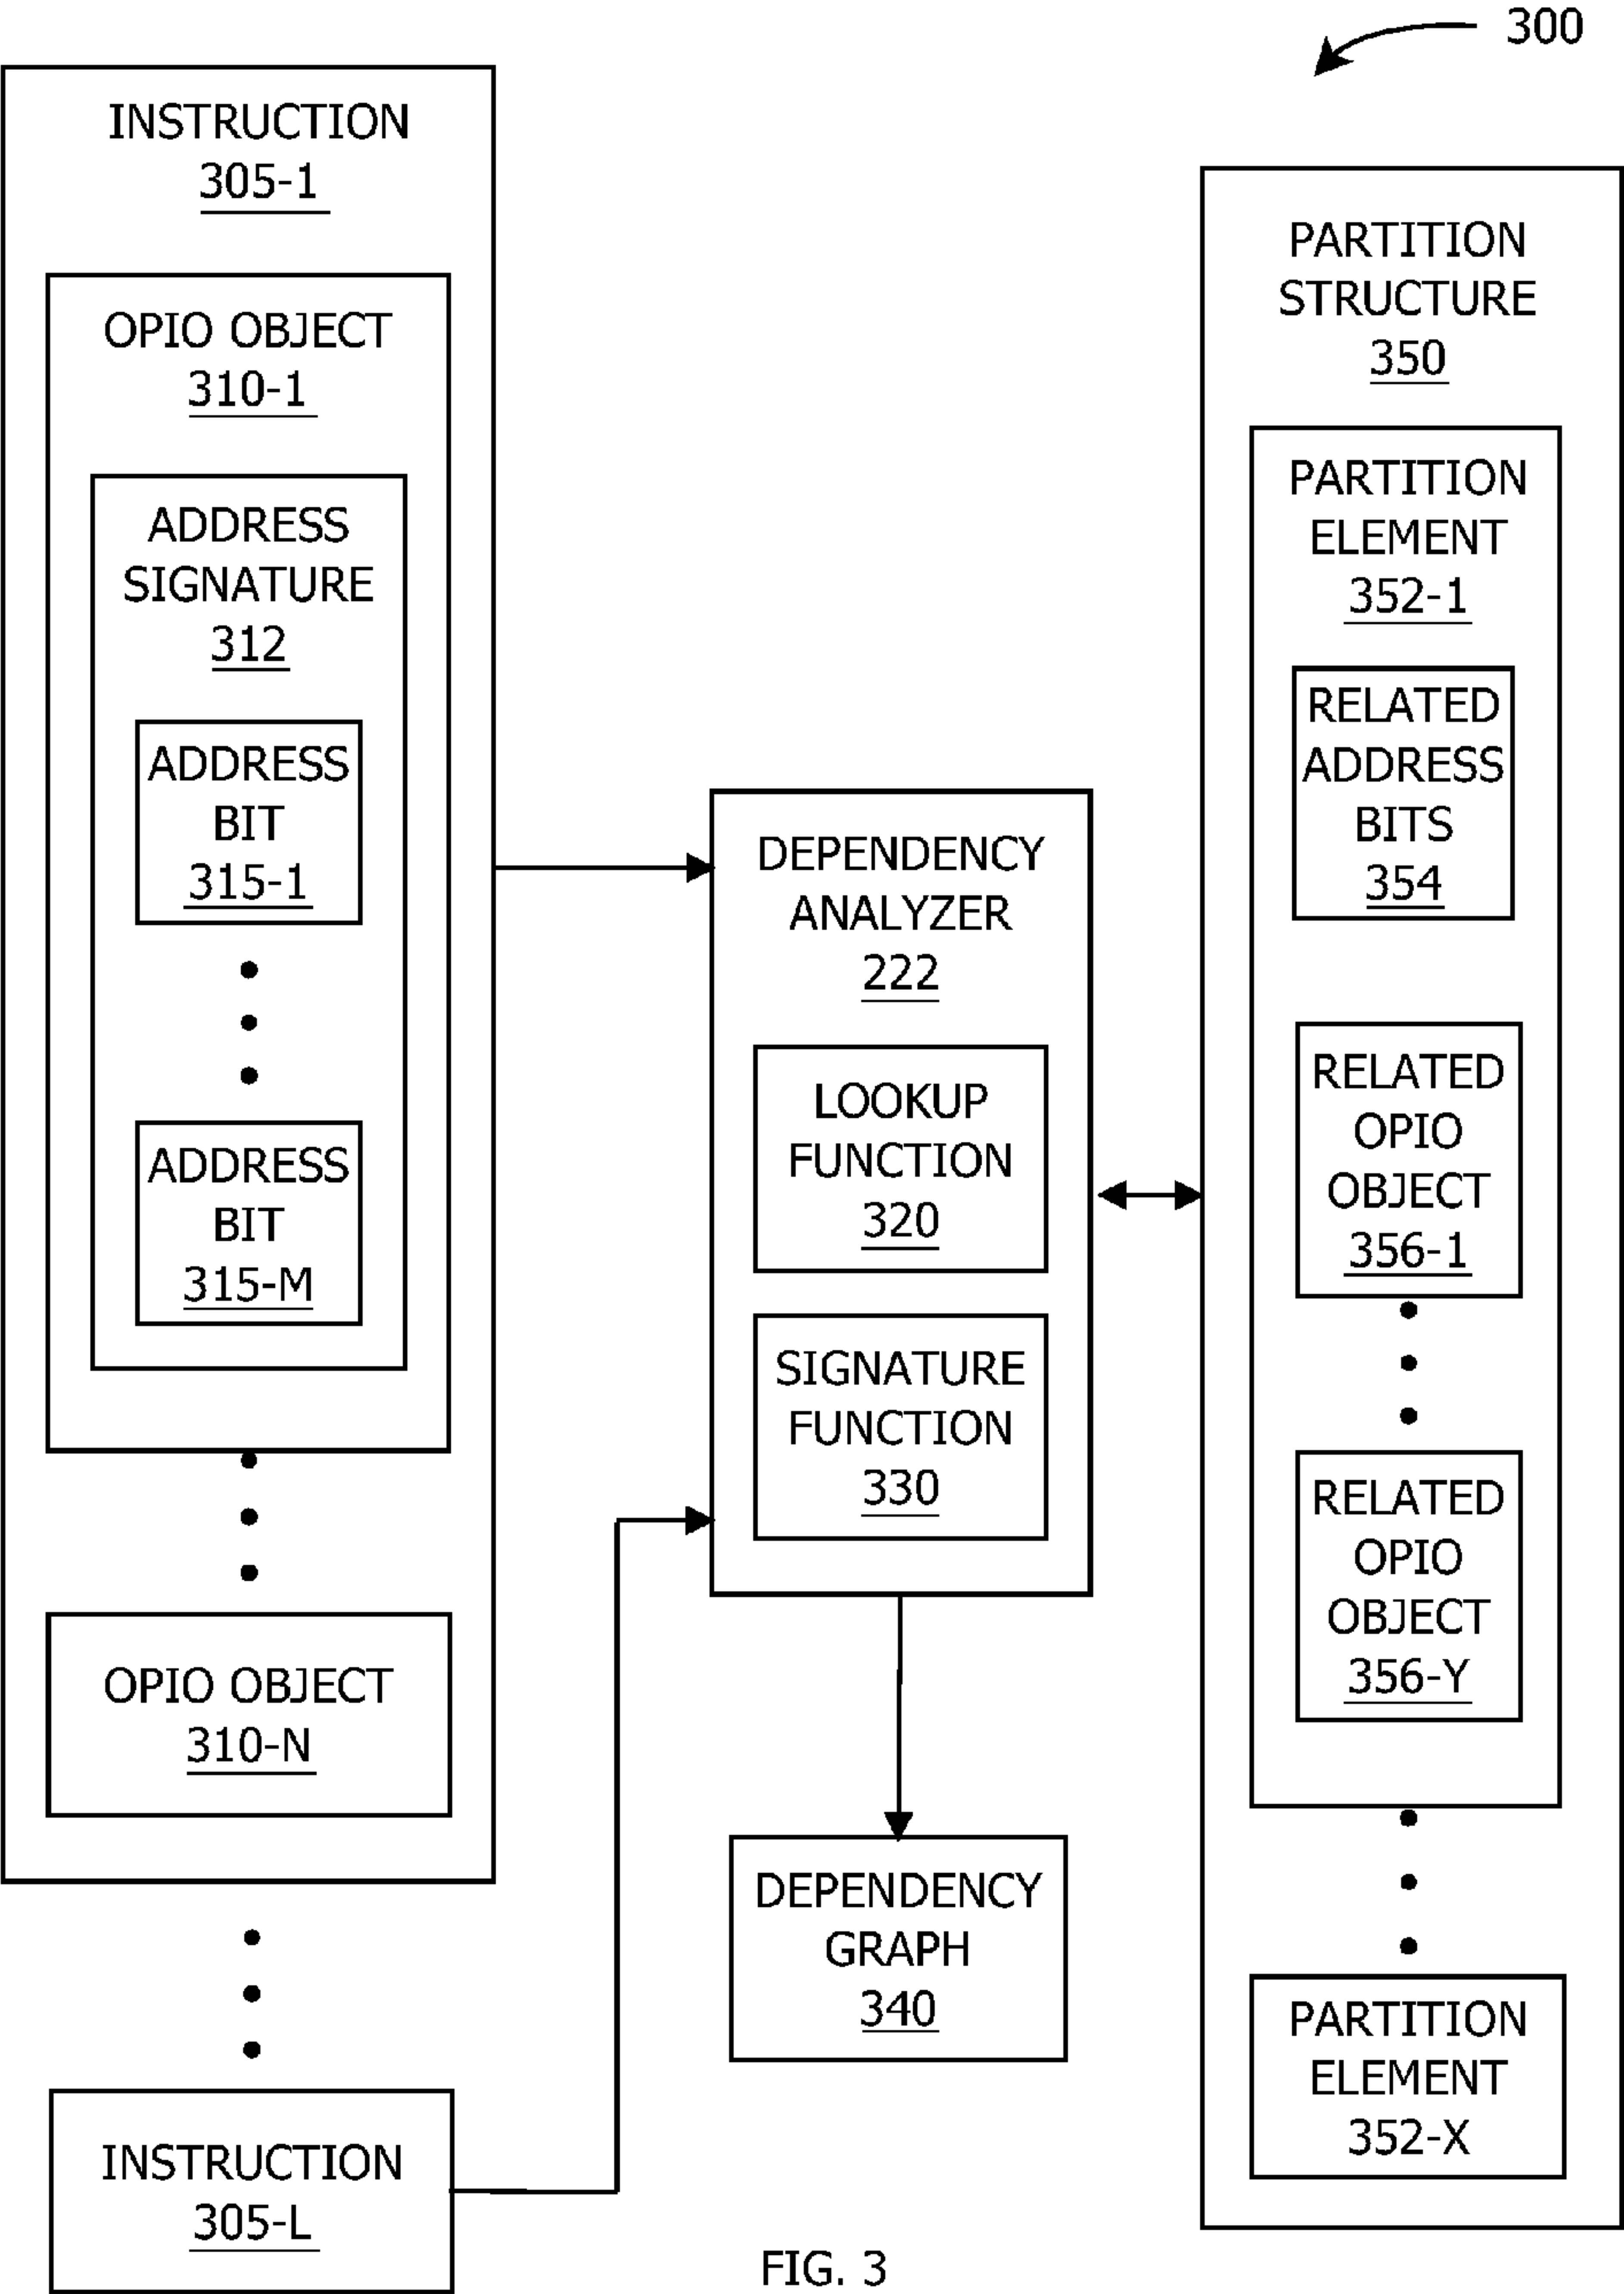 300
INSTRUCTION
305-1
OPIO OBJECT
310-1
ADDRESS
SIGNATURE
312
ADDRESS
BIT
315-1
ADDRESS
BIT
315-M
OPIO OBJECT
310-N
INSTRUCTION
305-L
DEPENDENCY
ANALYZER
222
LOOKUP
FUNCTION
320
SIGNATURE
FUNCTION
330
DEPENDENCY
GRAPH
340
PARTITION
STRUCTURE
350
PARTITION
ELEMENT
352-1
RELATED
ADDRESS
BITS
354
RELATED
OPIO
OBJECT
356-1
RELATED
OPIO
OBJECT
356-Y
PARTITION
ELEMENT
352-X
FIG. 3